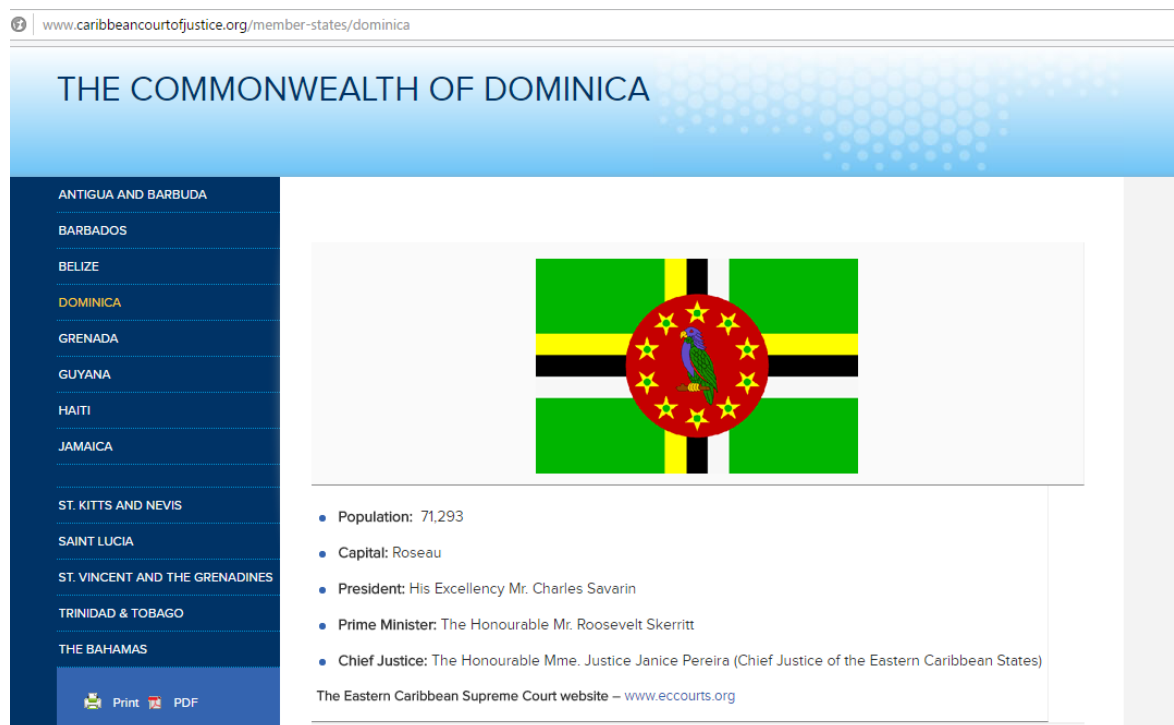 www.caribbeancourtofjustice.org/member-states/dominica
THE COMMONWEALTH OF DOMINICA
ANTIGUA AND BARBUDA
BARBADOS
BELIZE
DOMINICA
GRENADA
GUYANA
HAITI
JAMAICA
ST. KITTS AND NEVIS
SAINT LUCIA
ST. VINCENT AND THE GRENADINES
TRINIDAD & TOBAGO
THE BAHAMAS
Print PDF
Population: 71,293
Capital: Roseau
President: His Excellency Mr. Charles Savarin
Prime Minister: The Honourable Mr. Roosevelt Skerritt
Chief Justice: The Honourable Mme. Justice Janice Pereira (Chief Justice of the Eastern Caribbean States)
The Eastern Caribbean Supreme Court website – www.eccourts.org